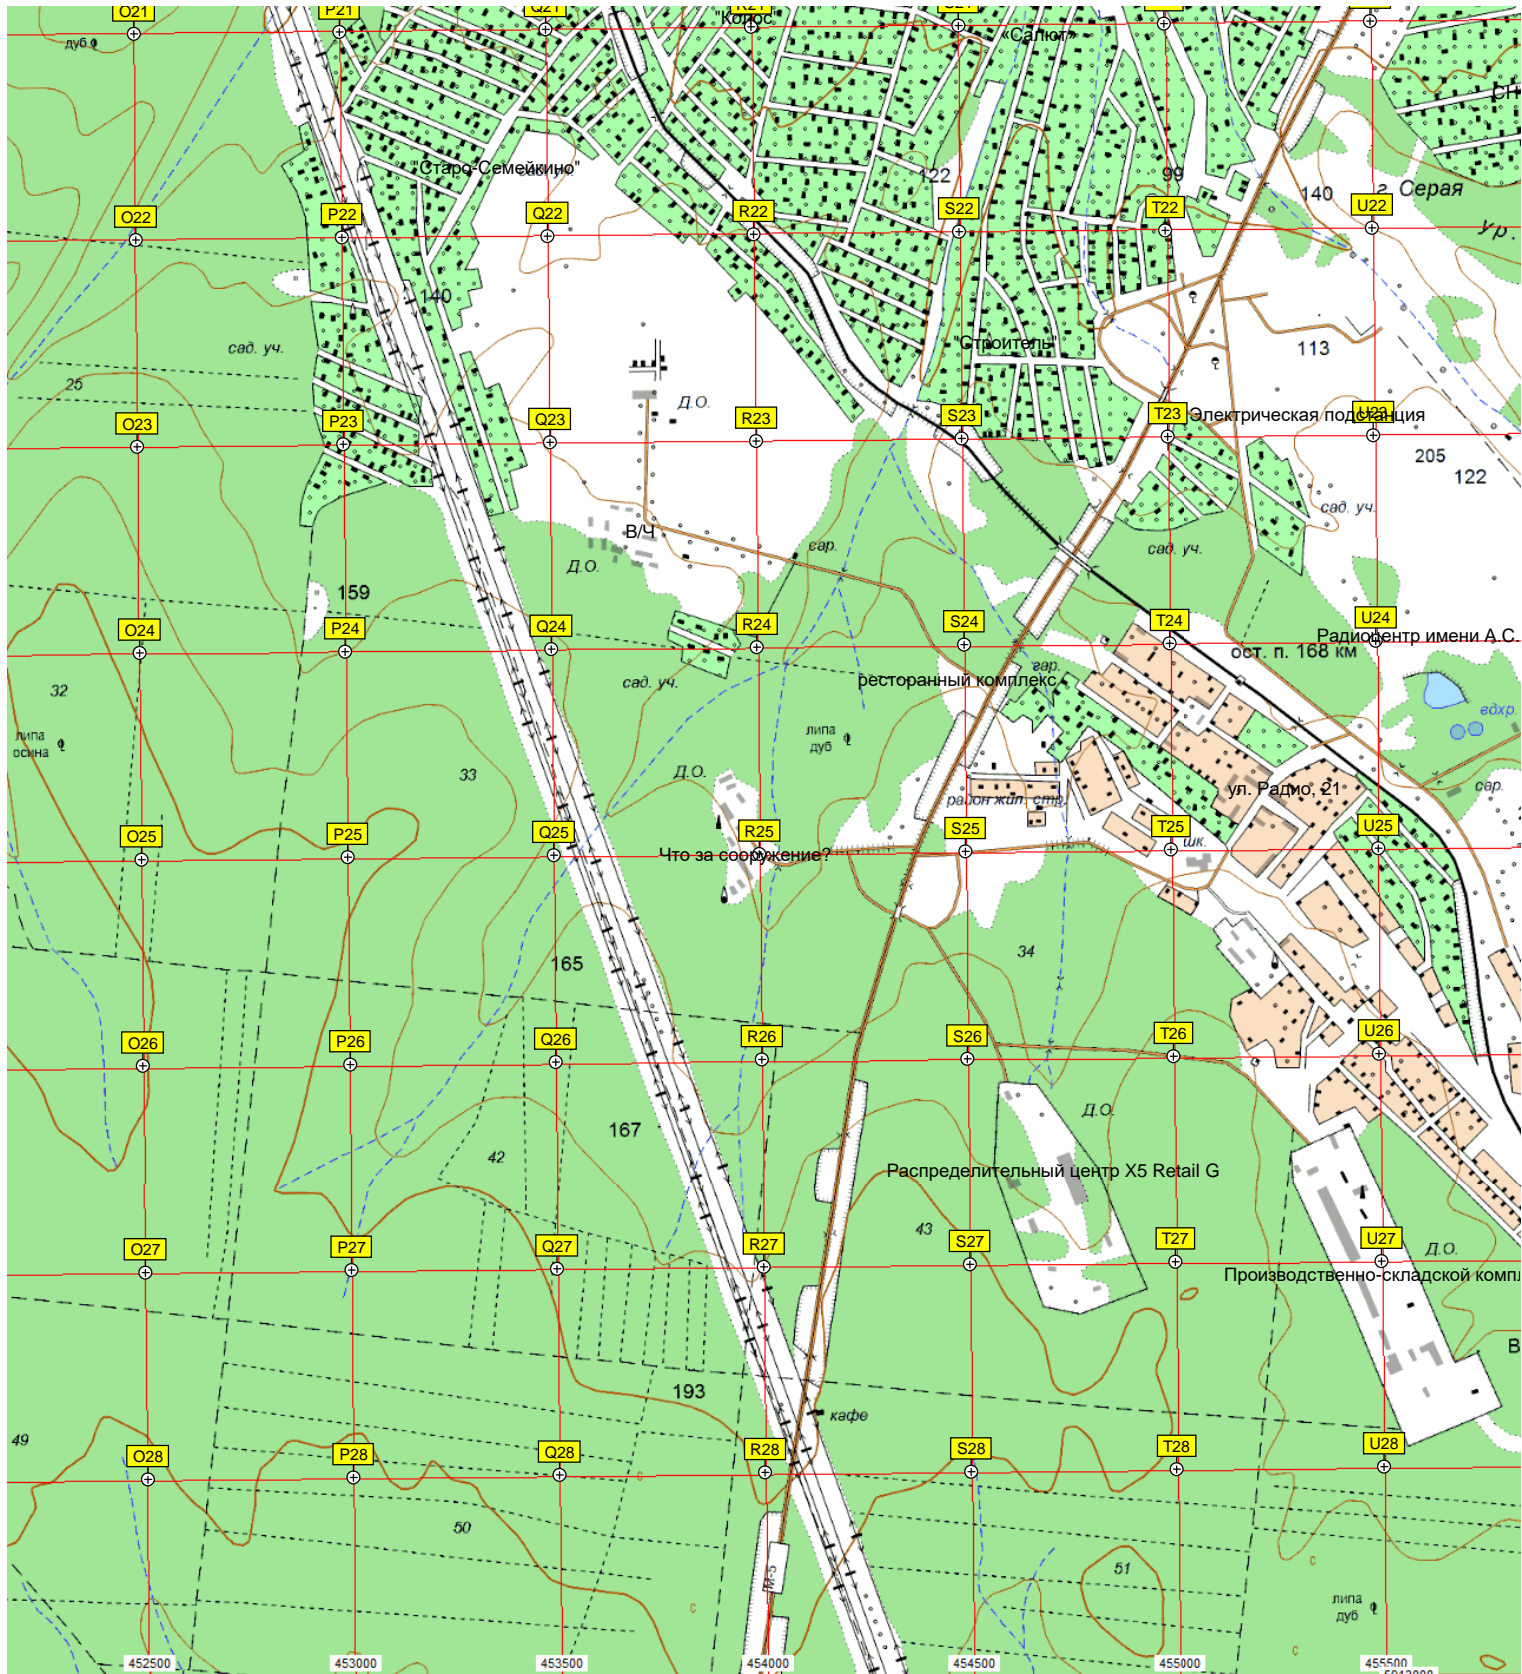 O21
P21
Q21
"Колос"
«Салют»
дуб
"Старо-Семейкино"
122
99
140
г. Серая
ур.
O22
P22
Q22
R22
S22
T22
U22
140
сад. уч.
"Строитель"
113
25
Д.О.
O23
P23
Q23
R23
S23
T23
Электрическая подстанция
U23
205
122
сад. уч.
В/Ч
сар.
сад. уч.
Д.О.
159
O24
P24
Q24
R24
S24
T24
U24
Радиоцентр имени А.С.
ост. п. 168 км
гар.
ресторанный комплекс
32
сад. уч.
вдхр.
липа
осина
липа
дуб
33
Д.О.
ул. Радио, 21
сар.
район жил. стр.
O25
P25
Q25
R25
S25
T25
U25
шк.
Что за сооружение?
34
165
O26
P26
Q26
R26
S26
T26
U26
Д.О.
167
42
Распределительный центр X5 Retail G
43
O27
P27
Q27
R27
S27
T27
U27
Д.О.
Производственно-складской компл
В
193
кафе
49
O28
P28
Q28
R28
S28
T28
U28
с
50
с
51
М-5
липа
дуб
с
с
452500
453000
453500
454000
454500
455000
455500